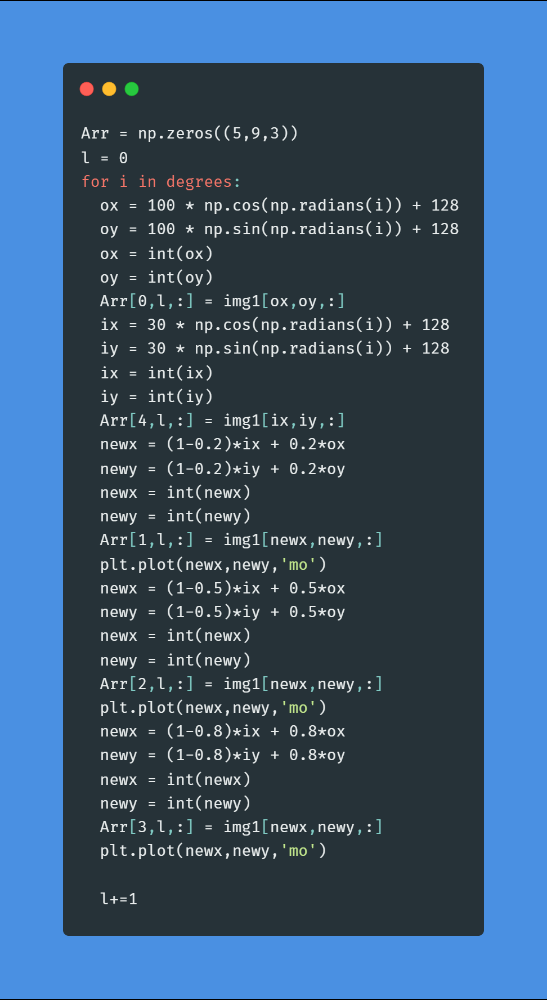 Arr = np.zeros((5,9,3))
l = 0
for i in degrees:
  ox = 100 * np.cos(np.radians(i)) + 128
  oy = 100 * np.sin(np.radians(i)) + 128
  ox = int(ox)
  oy = int(oy)
  Arr[0,l,:] = img1[ox,oy,:]
  ix = 30 * np.cos(np.radians(i)) + 128
  iy = 30 * np.sin(np.radians(i)) + 128
  ix = int(ix)
  iy = int(iy)
  Arr[4,l,:] = img1[ix,iy,:]
  newx = (1-0.2)*ix + 0.2*ox
  newy = (1-0.2)*iy + 0.2*oy
  newx = int(newx)
  newy = int(newy)
  Arr[1,l,:] = img1[newx,newy,:]
  plt.plot(newx,newy,'mo')
  newx = (1-0.5)*ix + 0.5*ox
  newy = (1-0.5)*iy + 0.5*oy
  newx = int(newx)
  newy = int(newy)
  Arr[2,l,:] = img1[newx,newy,:]
  plt.plot(newx,newy,'mo')
  newx = (1-0.8)*ix + 0.8*ox
  newy = (1-0.8)*iy + 0.8*oy
  newx = int(newx)
  newy = int(newy)
  Arr[3,l,:] = img1[newx,newy,:]
  plt.plot(newx,newy,'mo')
  l+=1